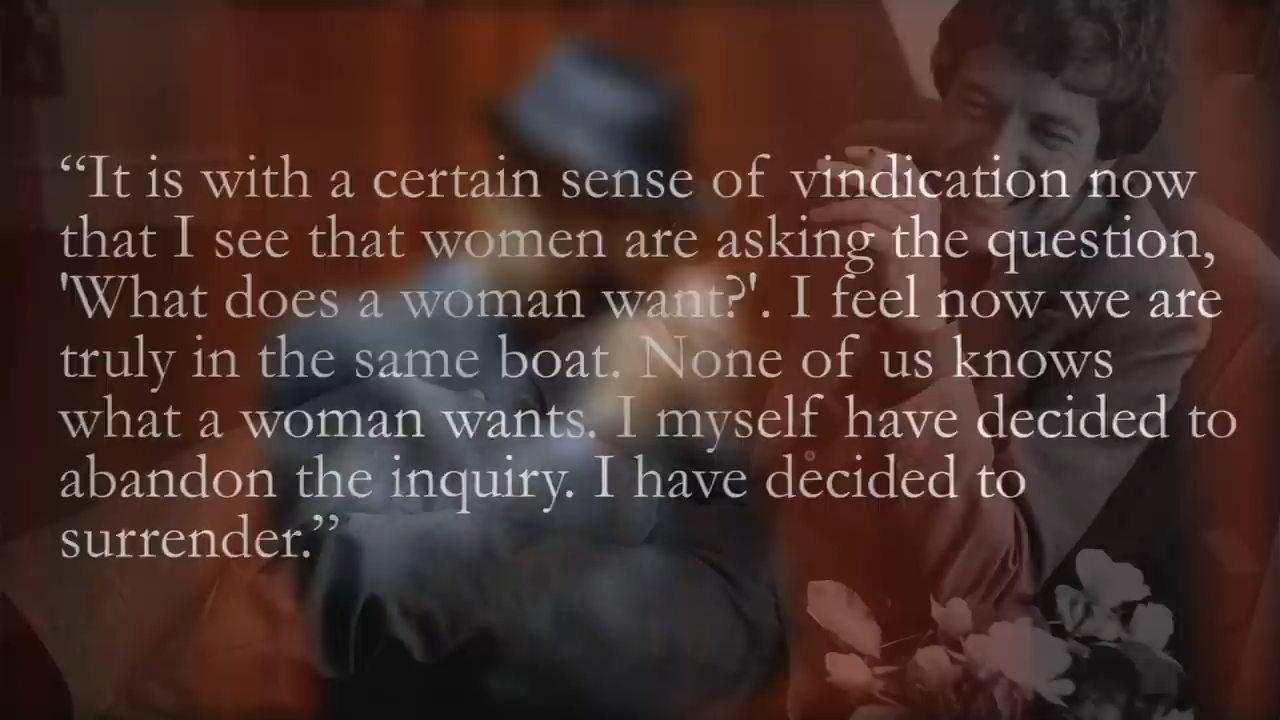 “It is with a certain sense of vindication now
that I see that women are asking the question,
'What does a woman want?'. I feel now we are
truly in the same boat. None of us knows
what a woman wants. I myself have decided to
abandon the inquiry. I have decided to
surrender.”